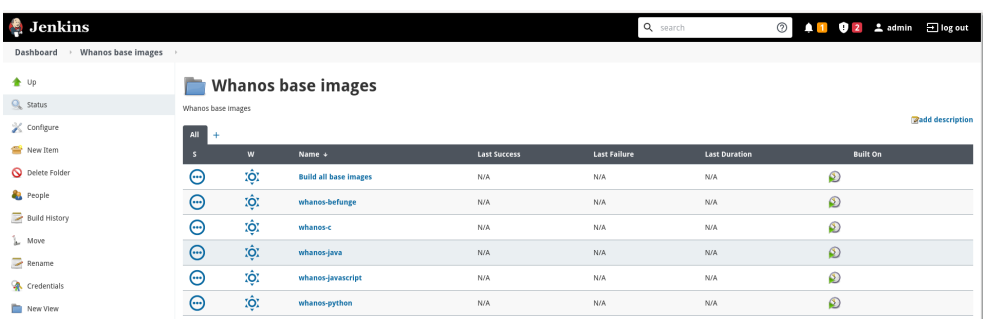 Jenkins
search
1
2
admin
log out
Dashboard
Whanos base images
Up
Status
Configure
New Item
Delete Folder
People
Build History
Move
Rename
Credentials
New View
Whanos base images
Whanos base images
add description
All +
S W Name ↓ Last Success Last Failure Last Duration Built On
Build all base images N/A N/A N/A
whanos-befunge N/A N/A N/A
whanos-c N/A N/A N/A
whanos-java N/A N/A N/A
whanos-javascript N/A N/A N/A
whanos-python N/A N/A N/A